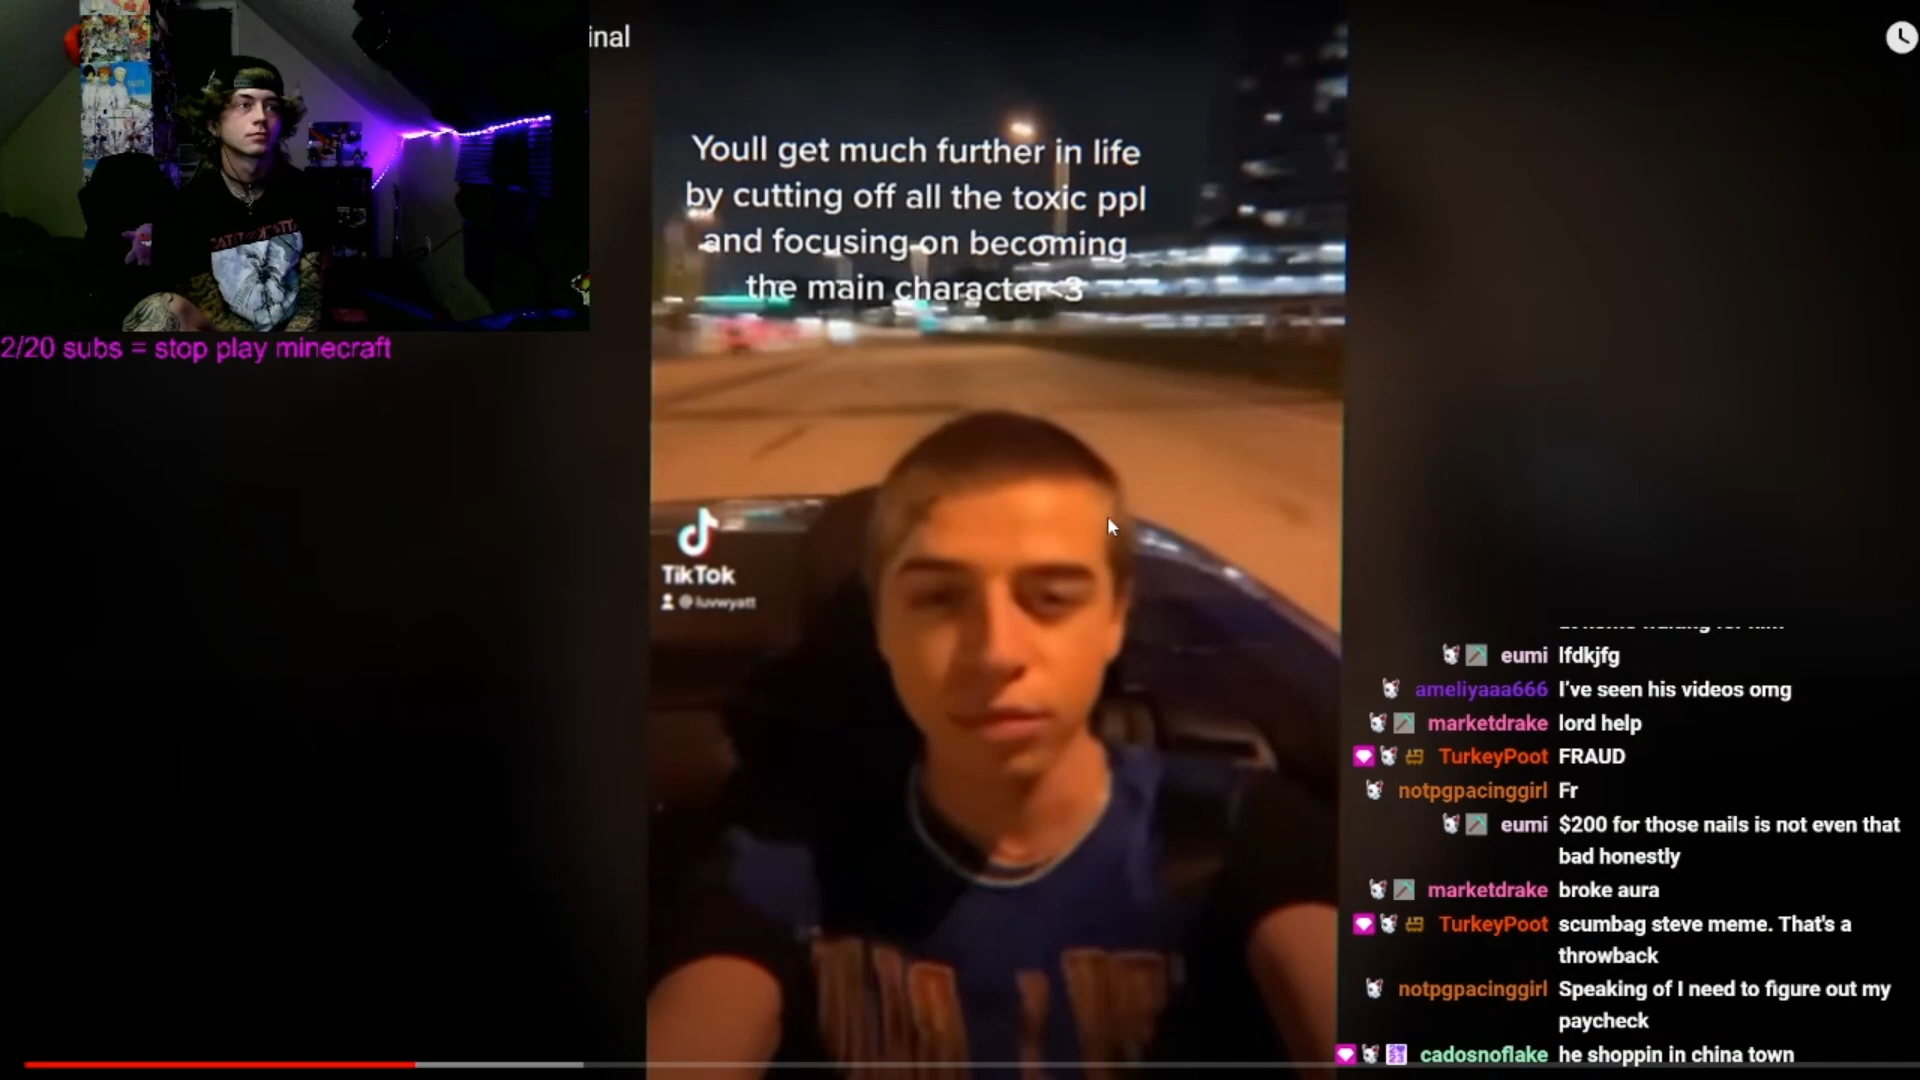 inal
Youll get much further in life
by cutting off all the toxic ppl
and focusing on becoming
the main character<3
2/20 subs = stop play minecraft
TikTok
@luvwyatt
eumi lfdkjfg
ameliyaaa666 I've seen his videos omg
marketdrake lord help
TurkeyPoot FRAUD
notpgpacinggirl Fr
eumi $200 for those nails is not even that
bad honestly
marketdrake broke aura
TurkeyPoot scumbag steve meme. That's a
throwback
notpgpacinggirl Speaking of I need to figure out my
paycheck
cadosnoflake he shoppin in china town